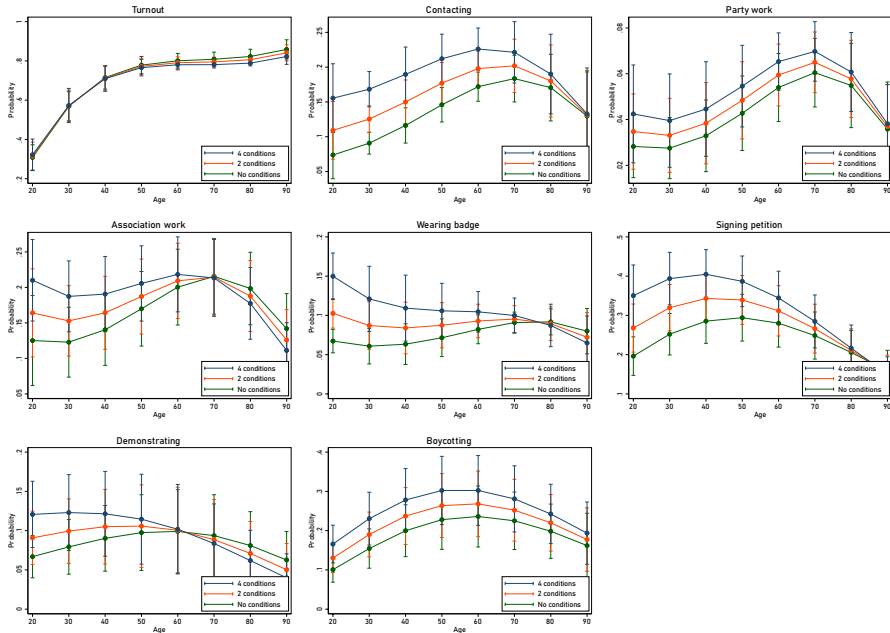 Turnout
1
.8
.6
.4
.2
Probability
4 conditions
2 conditions
No conditions
20 30 40 50 60 70 80 90
Age
Contacting
.25
.2
.15
.1
.05
Probability
4 conditions
2 conditions
No conditions
20 30 40 50 60 70 80 90
Age
Party work
.08
.06
.04
.02
Probability
4 conditions
2 conditions
No conditions
20 30 40 50 60 70 80 90
Age
Association work
.25
.2
.15
.1
.05
Probability
4 conditions
2 conditions
No conditions
20 30 40 50 60 70 80 90
Age
Wearing badge
.2
.15
.1
.05
0
Probability
4 conditions
2 conditions
No conditions
20 30 40 50 60 70 80 90
Age
Signing petition
.5
.4
.3
.2
.1
Probability
4 conditions
2 conditions
No conditions
20 30 40 50 60 70 80 90
Age
Demonstrating
.2
.15
.1
.05
0
Probability
4 conditions
2 conditions
No conditions
20 30 40 50 60 70 80 90
Age
Boycotting
.4
.3
.2
.1
0
Probability
4 conditions
2 conditions
No conditions
20 30 40 50 60 70 80 90
Age